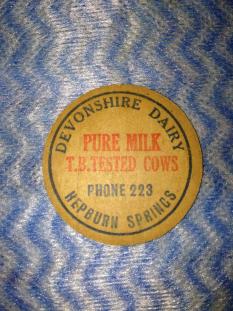 DEVONSHIRE DAIRY
PURE MILK
T.B.TESTED COWS
PHONE 223
HEPBURN SPRINGS